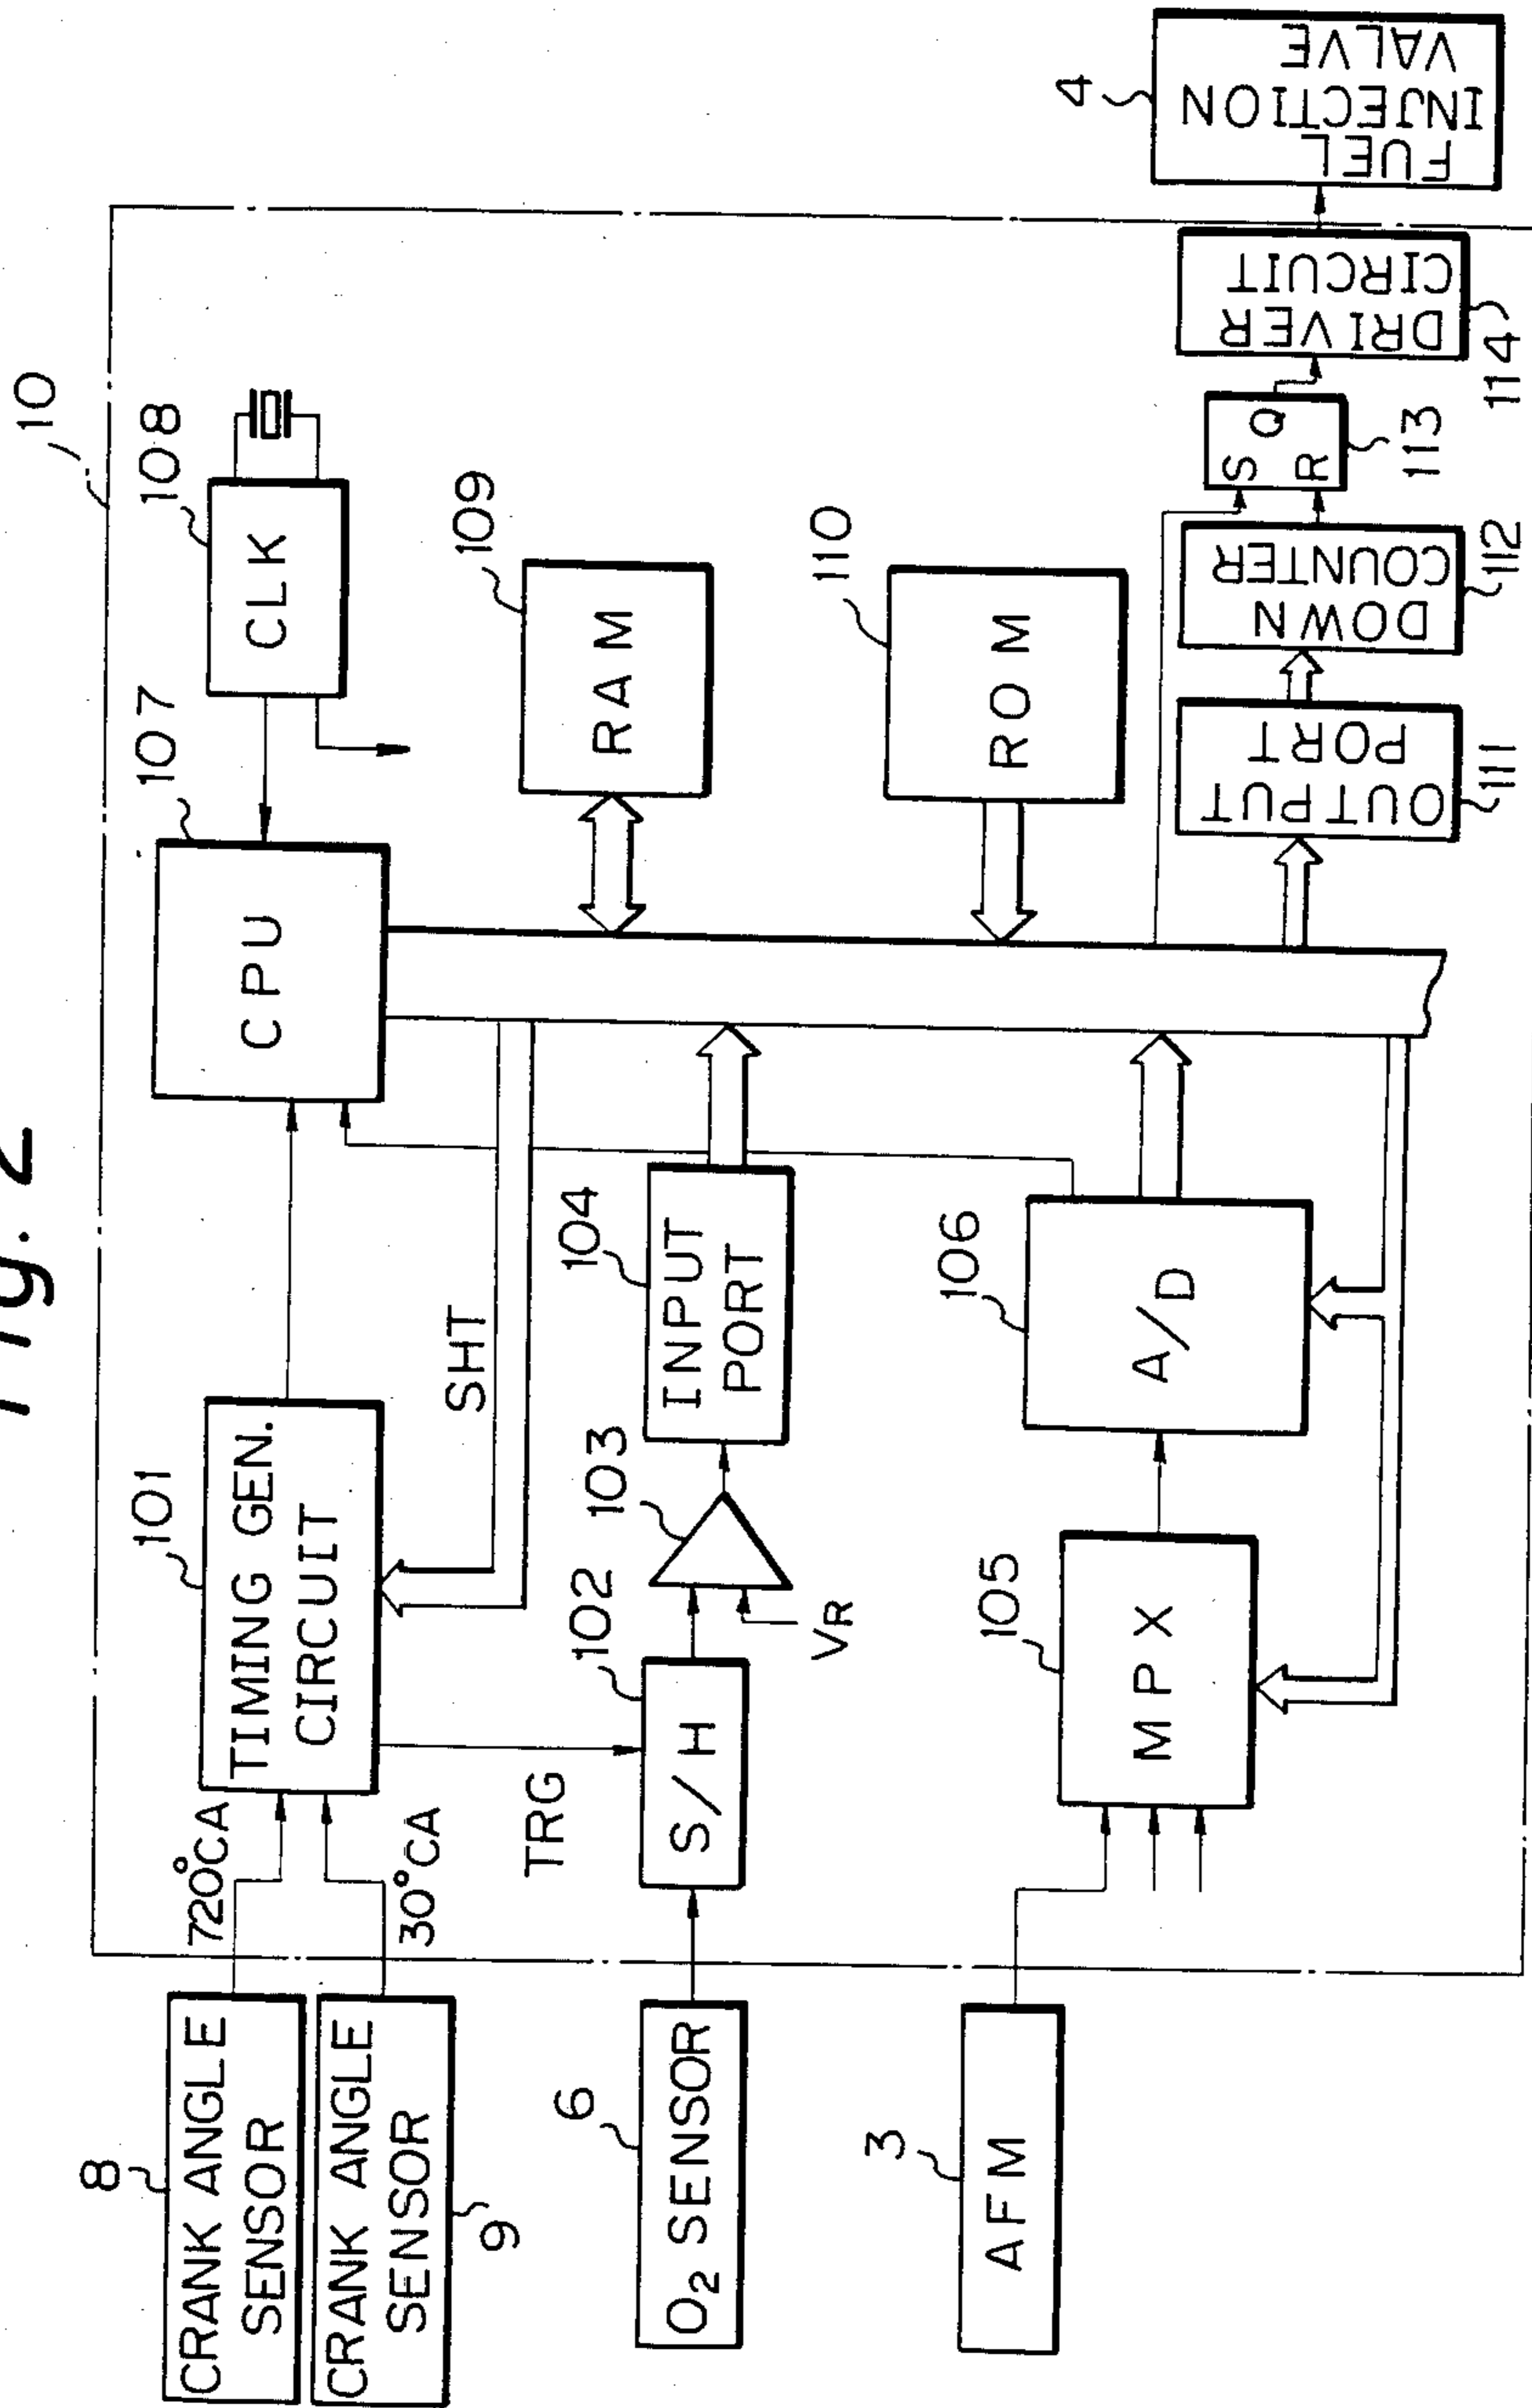 Fig. 2
10
8
CRANK ANGLE
SENSOR
720°CA
CRANK ANGLE
SENSOR
9
30°CA
101
TIMING GEN.
CIRCUIT
SHT
TRG
107
CPU
108
CLK
109
RAM
6
O2 SENSOR
102
S/H
103
VR
104
INPUT
PORT
110
ROM
3
AFM
105
MPX
106
A/D
OUTPUT
PORT
111
DOWN
COUNTER
112
S
Q
R
113
DRIVER
CIRCUIT
114
4
FUEL
INJECTION
VALVE